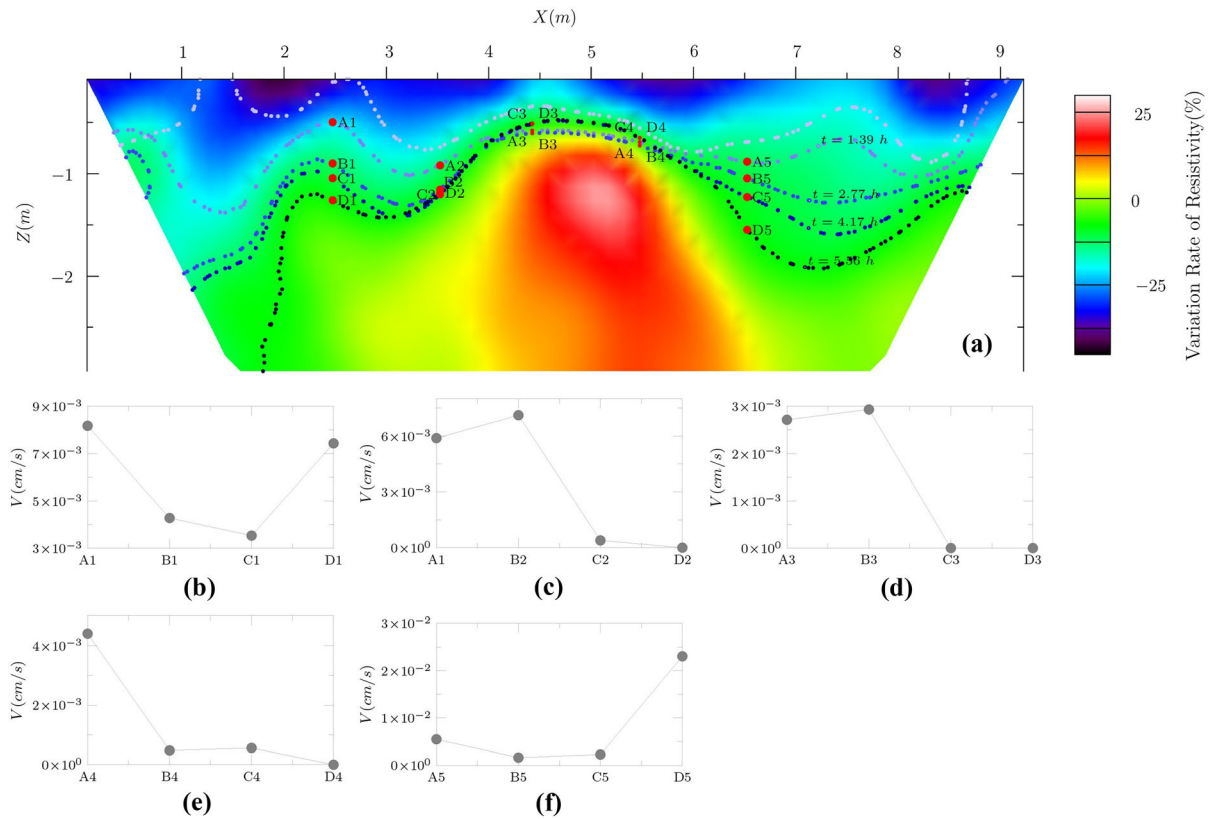 X(m)
1 2 3 4 5 6 7 8 9
Z(m)
−1
−2
A1
B1
C1
D1
A2
B2
C2
D2
C3 D3
A3 B3
C4 D4
A4 B4
A5
B5
C5
D5
t = 1.39 h
t = 2.77 h
t = 4.17 h
t = 5.56 h
(a)
25
0
−25
Variation Rate of Resistivity(%)
9×10⁻³
7×10⁻³
5×10⁻³
3×10⁻³
V(cm/s)
A1 B1 C1 D1
(b)
6×10⁻³
3×10⁻³
0×10⁰
V(cm/s)
A1 B2 C2 D2
(c)
3×10⁻³
2×10⁻³
1×10⁻³
0×10⁰
V(cm/s)
A3 B3 C3 D3
(d)
4×10⁻³
2×10⁻³
0×10⁰
V(cm/s)
A4 B4 C4 D4
(e)
3×10⁻²
2×10⁻²
1×10⁻²
0×10⁰
V(cm/s)
A5 B5 C5 D5
(f)